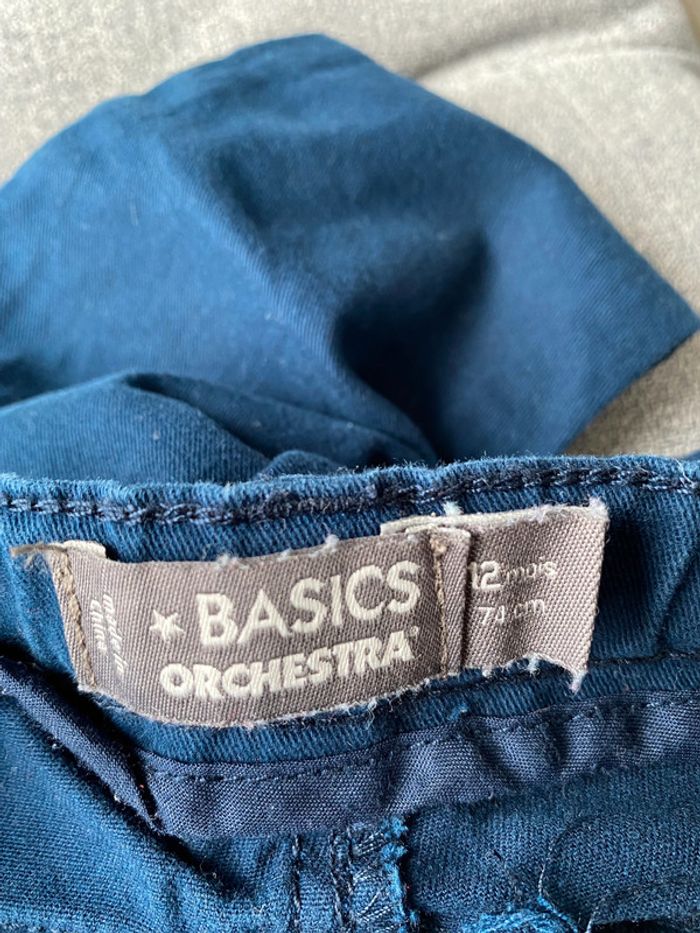 ★ BASICS
ORCHESTRA®
12 mois
74 cm